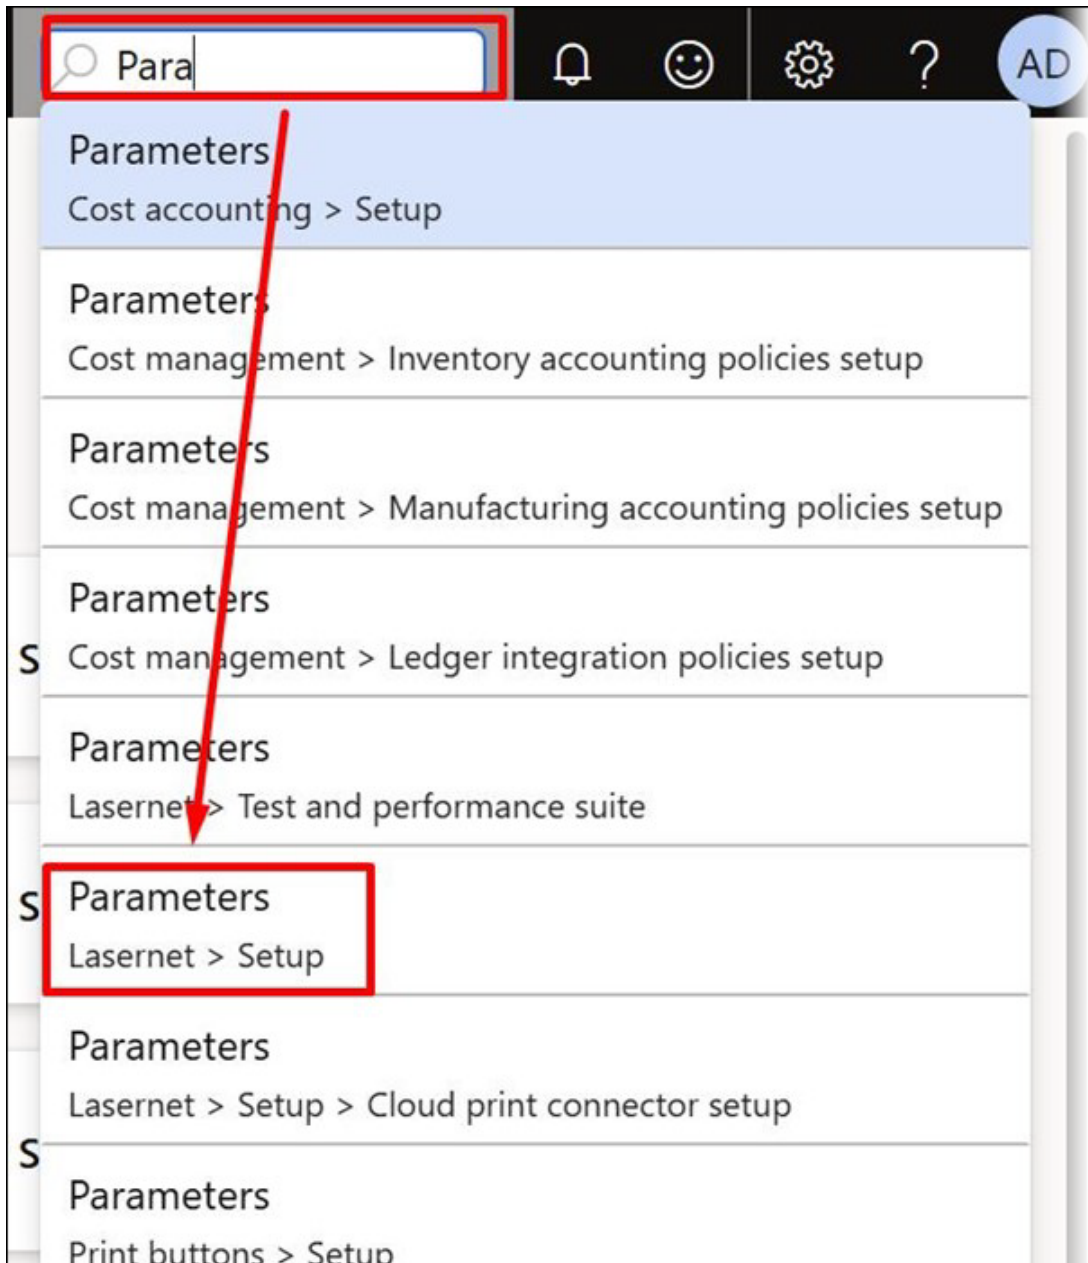 Para
?
AD
Parameters
Cost accounting > Setup
Parameters
Cost management > Inventory accounting policies setup
Parameters
Cost management > Manufacturing accounting policies setup
Parameters
S
Cost management > Ledger integration policies setup
Parameters
Lasernet > Test and performance suite
S
Parameters
Lasernet > Setup
Parameters
Lasernet > Setup > Cloud print connector setup
S
Parameters
Print buttons > Setup